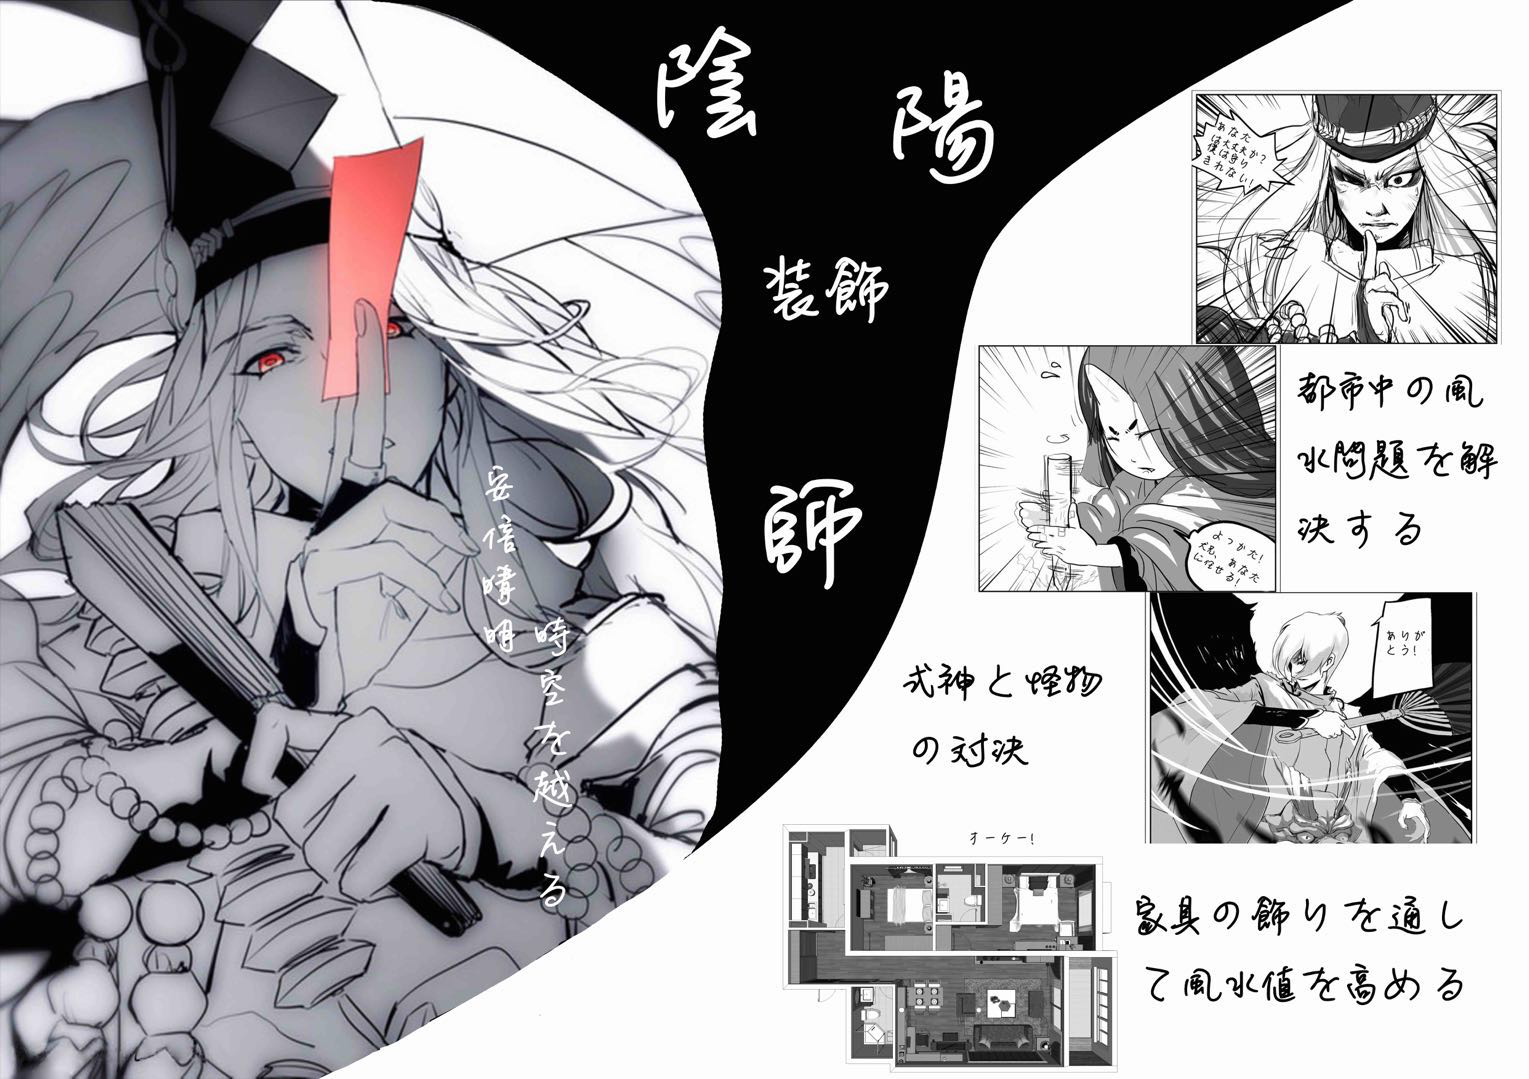 陰
陽
装飾
師
安倍晴明
時空を越える
あなた
は大丈夫か?
僕は守り
きれない!
都市中の風
水問題を解
決する
よつかた!
犬兄、あなた
に任せる!
ありが
とう!
式神と怪物
の対決
オーケー!
家具の飾りを通し
て風水値を高める